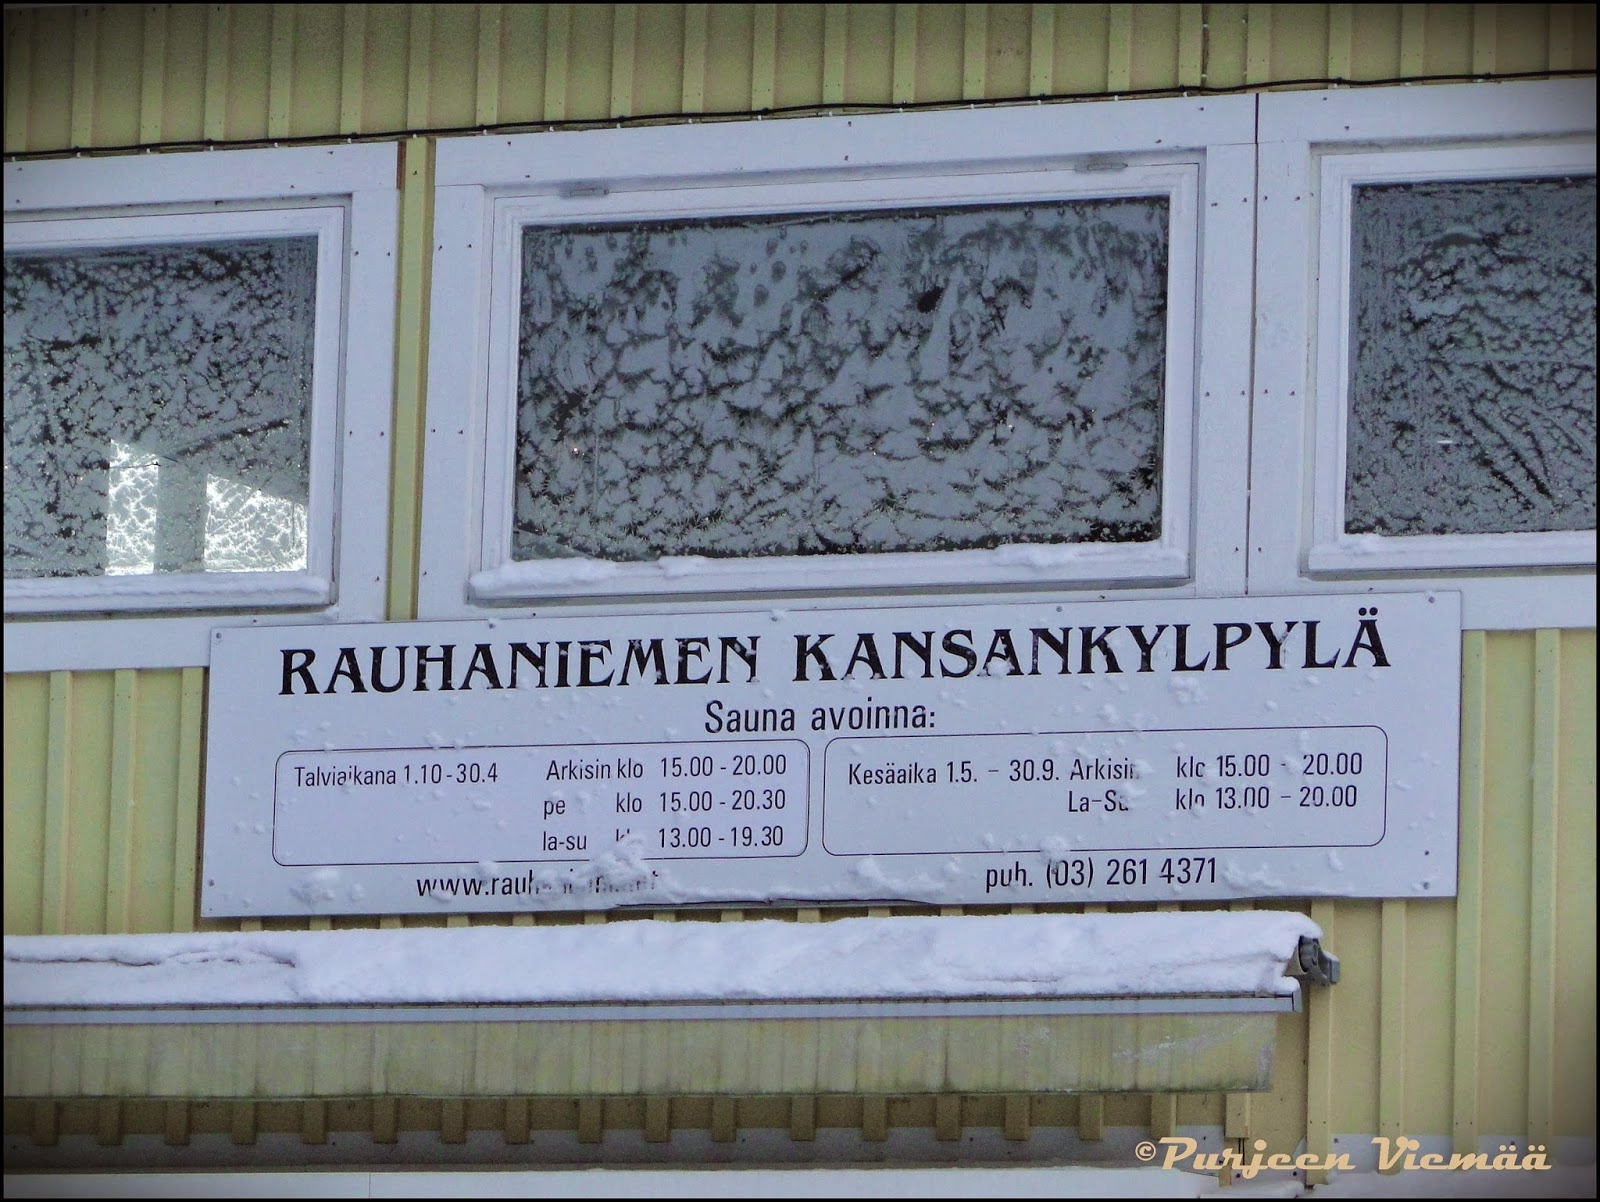 RAUHANIEMEN KANSANKYLPYLÄ
Sauna avoinna:
Talviaikana 1.10 - 30.4 Arkisin klo 15.00 - 20.00
pe klo 15.00 - 20.30
la-su 13.00 - 19.30
Kesäaika 1.5. - 30.9. Arkisin klo 15.00 - 20.00
La-Su klo 13.00 - 20.00
puh. (03) 261 4371
©Purjeen Viemää